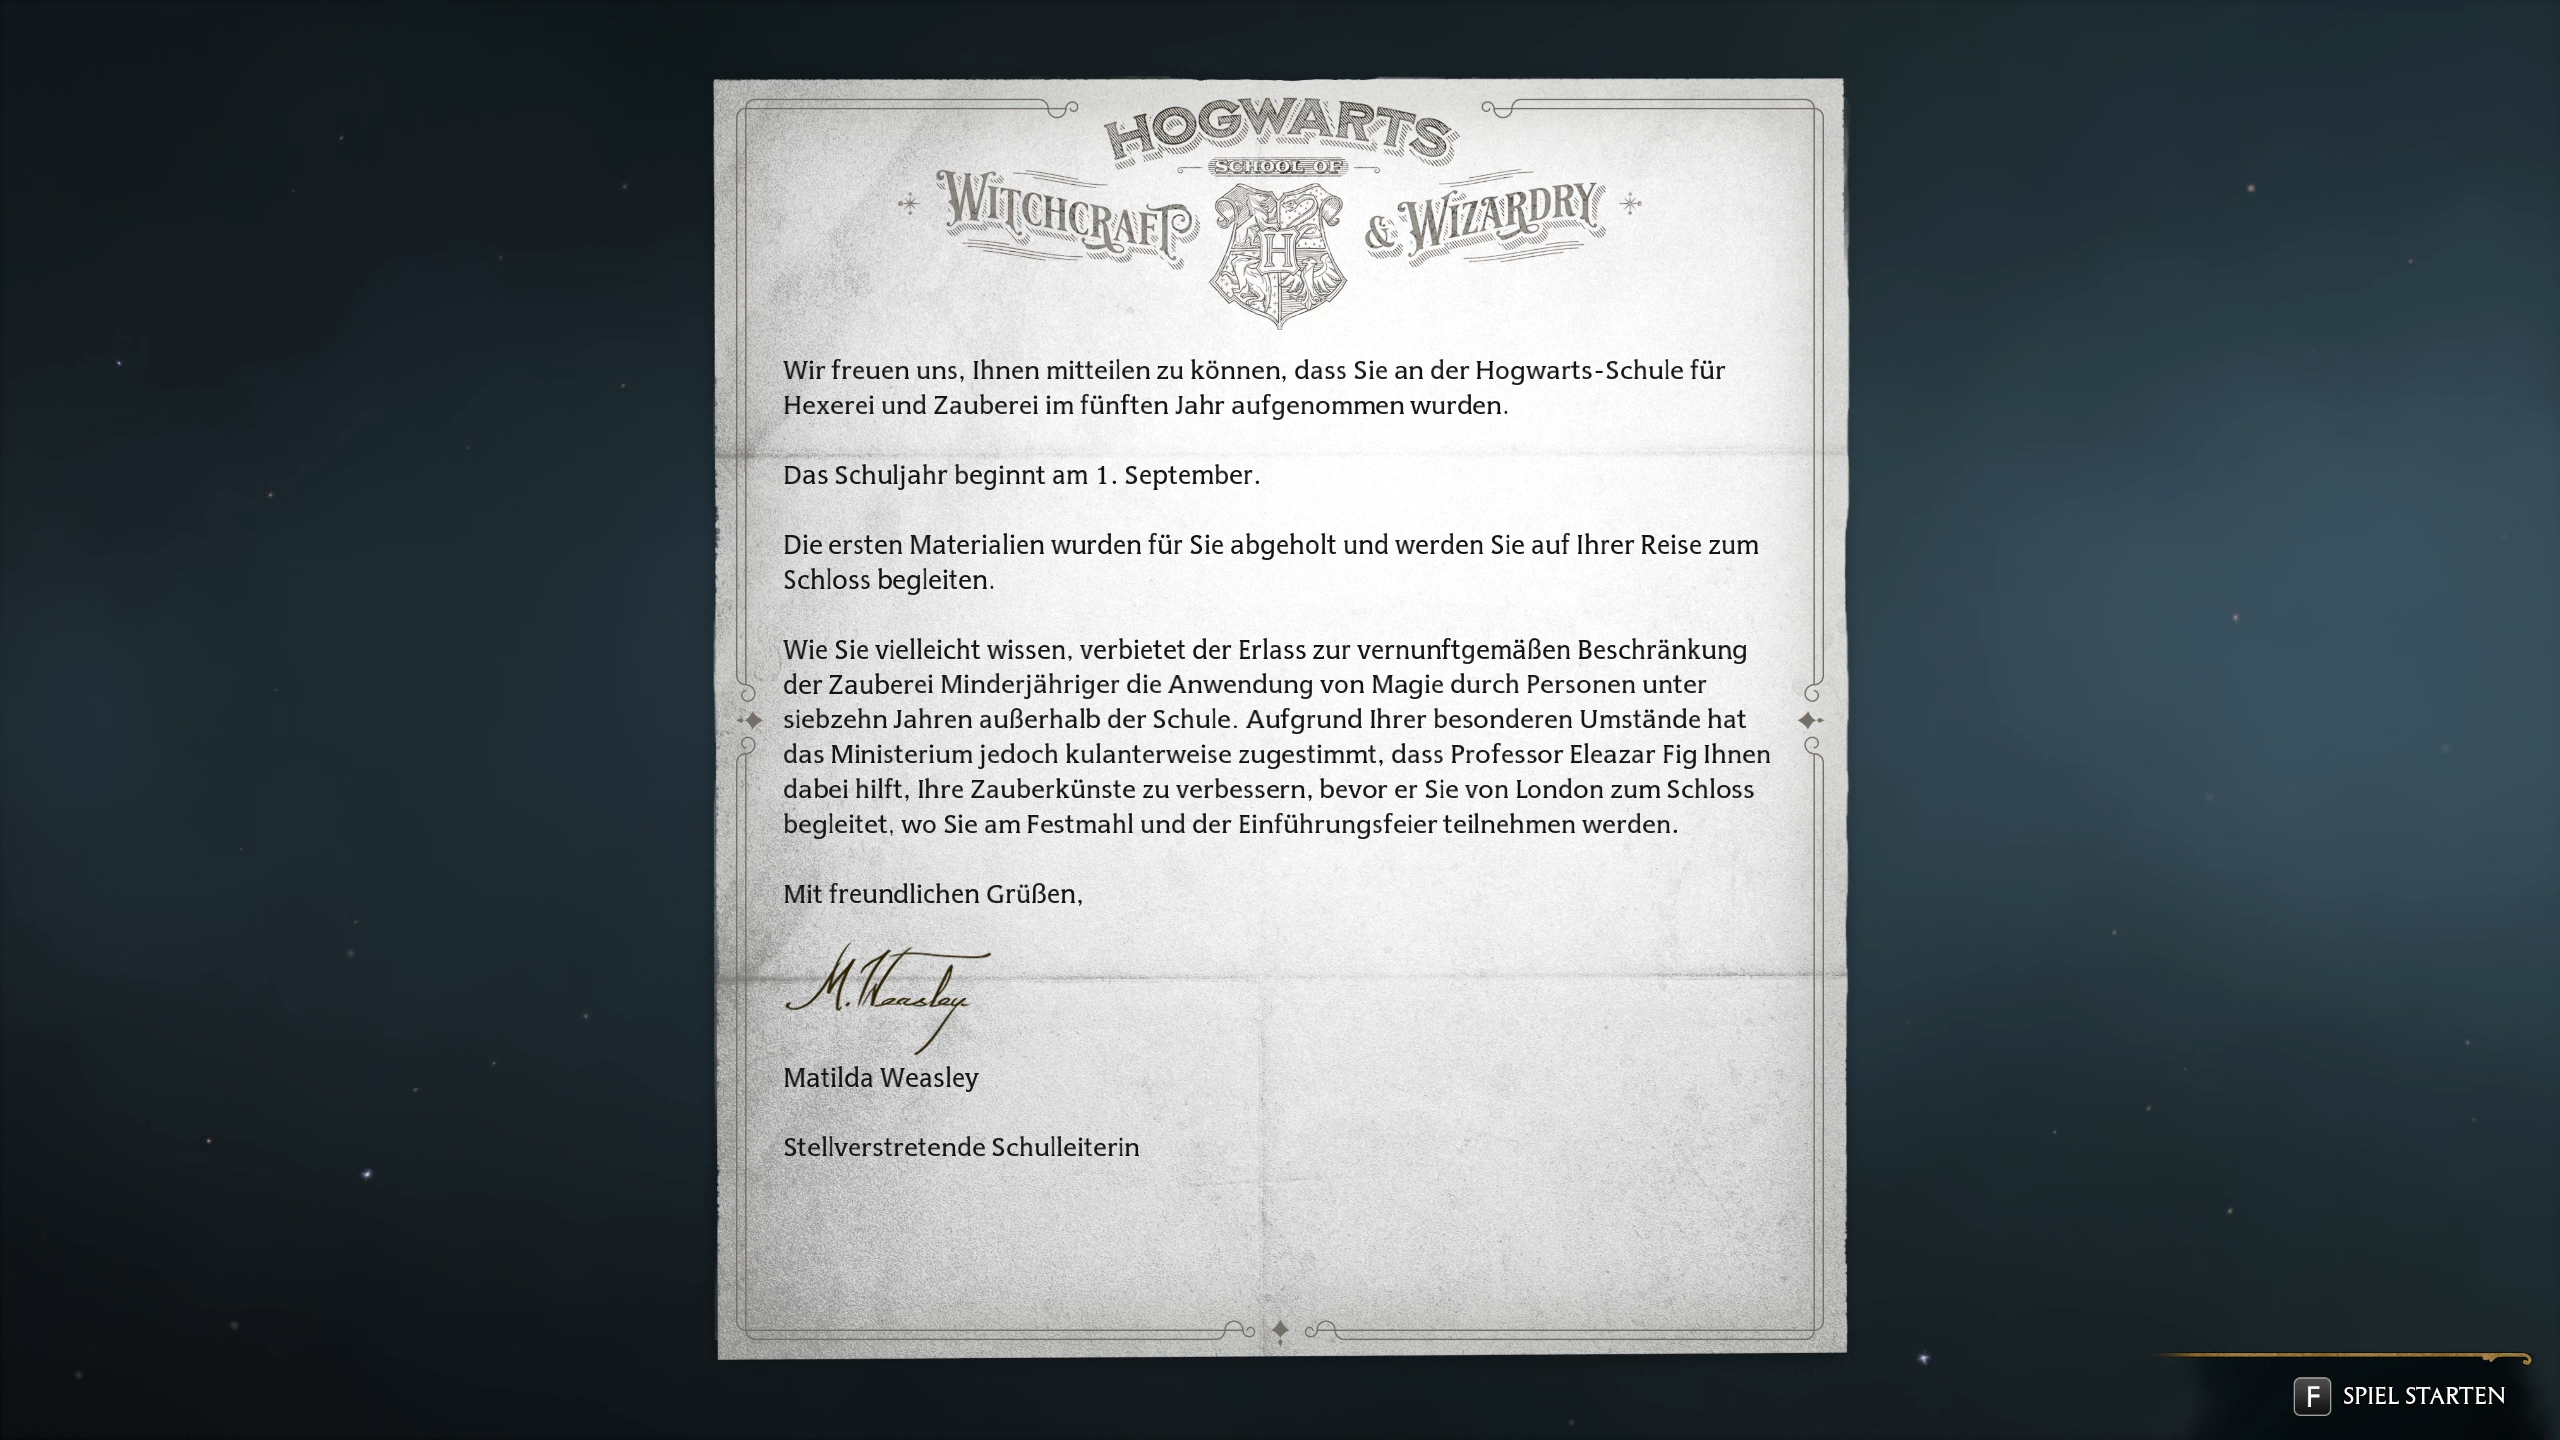 HOGWARTS
SCHOOL OF
WITCHCRAFT & WIZARDRY
H
Wir freuen uns, Ihnen mitteilen zu können, dass Sie an der Hogwarts-Schule für
Hexerei und Zauberei im fünften Jahr aufgenommen wurden.
Das Schuljahr beginnt am 1. September.
Die ersten Materialien wurden für Sie abgeholt und werden Sie auf Ihrer Reise zum
Schloss begleiten.
Wie Sie vielleicht wissen, verbietet der Erlass zur vernunftgemäßen Beschränkung
der Zauberei Minderjähriger die Anwendung von Magie durch Personen unter
siebzehn Jahren außerhalb der Schule. Aufgrund Ihrer besonderen Umstände hat
das Ministerium jedoch kulanterweise zugestimmt, dass Professor Eleazar Fig Ihnen
dabei hilft, Ihre Zauberkünste zu verbessern, bevor er Sie von London zum Schloss
begleitet, wo Sie am Festmahl und der Einführungsfeier teilnehmen werden.
Mit freundlichen Grüßen,
M. Weasley
Matilda Weasley
Stellverstretende Schulleiterin
F SPIEL STARTEN